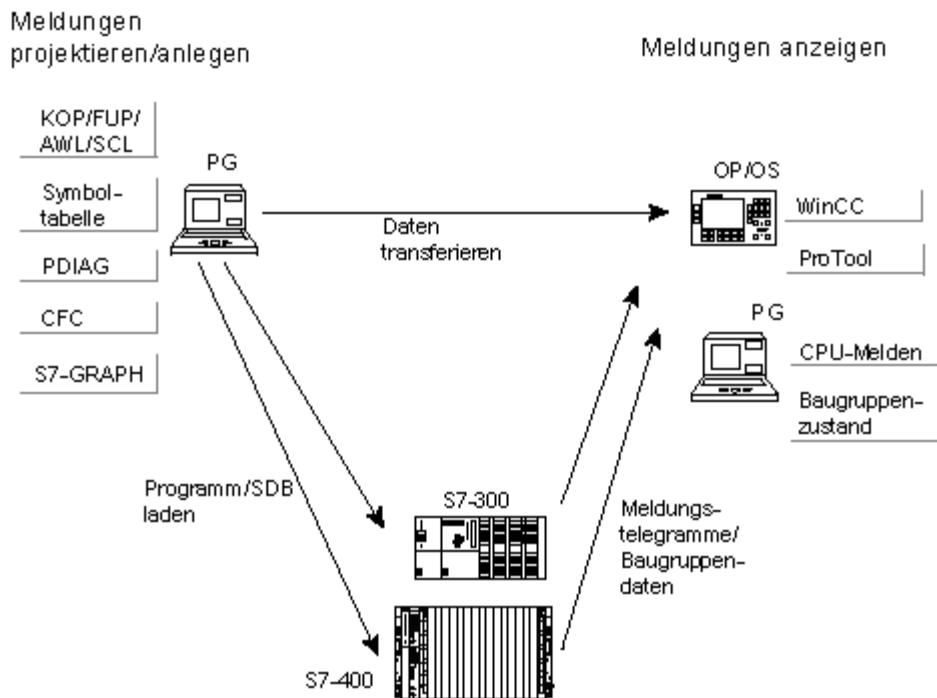 Meldungen
projektieren/anlegen
Meldungen anzeigen
KOP/FUP/
AWL/SCL
Symbol-
tabelle
PDIAG
CFC
S7-GRAPH
PG
Daten
transferieren
OP/OS
WinCC
ProTool
PG
CPU-Melden
Baugruppen-
zustand
Programm/SDB
laden
S7-300
Meldungs-
telegramme/
Baugruppen-
daten
S7-400